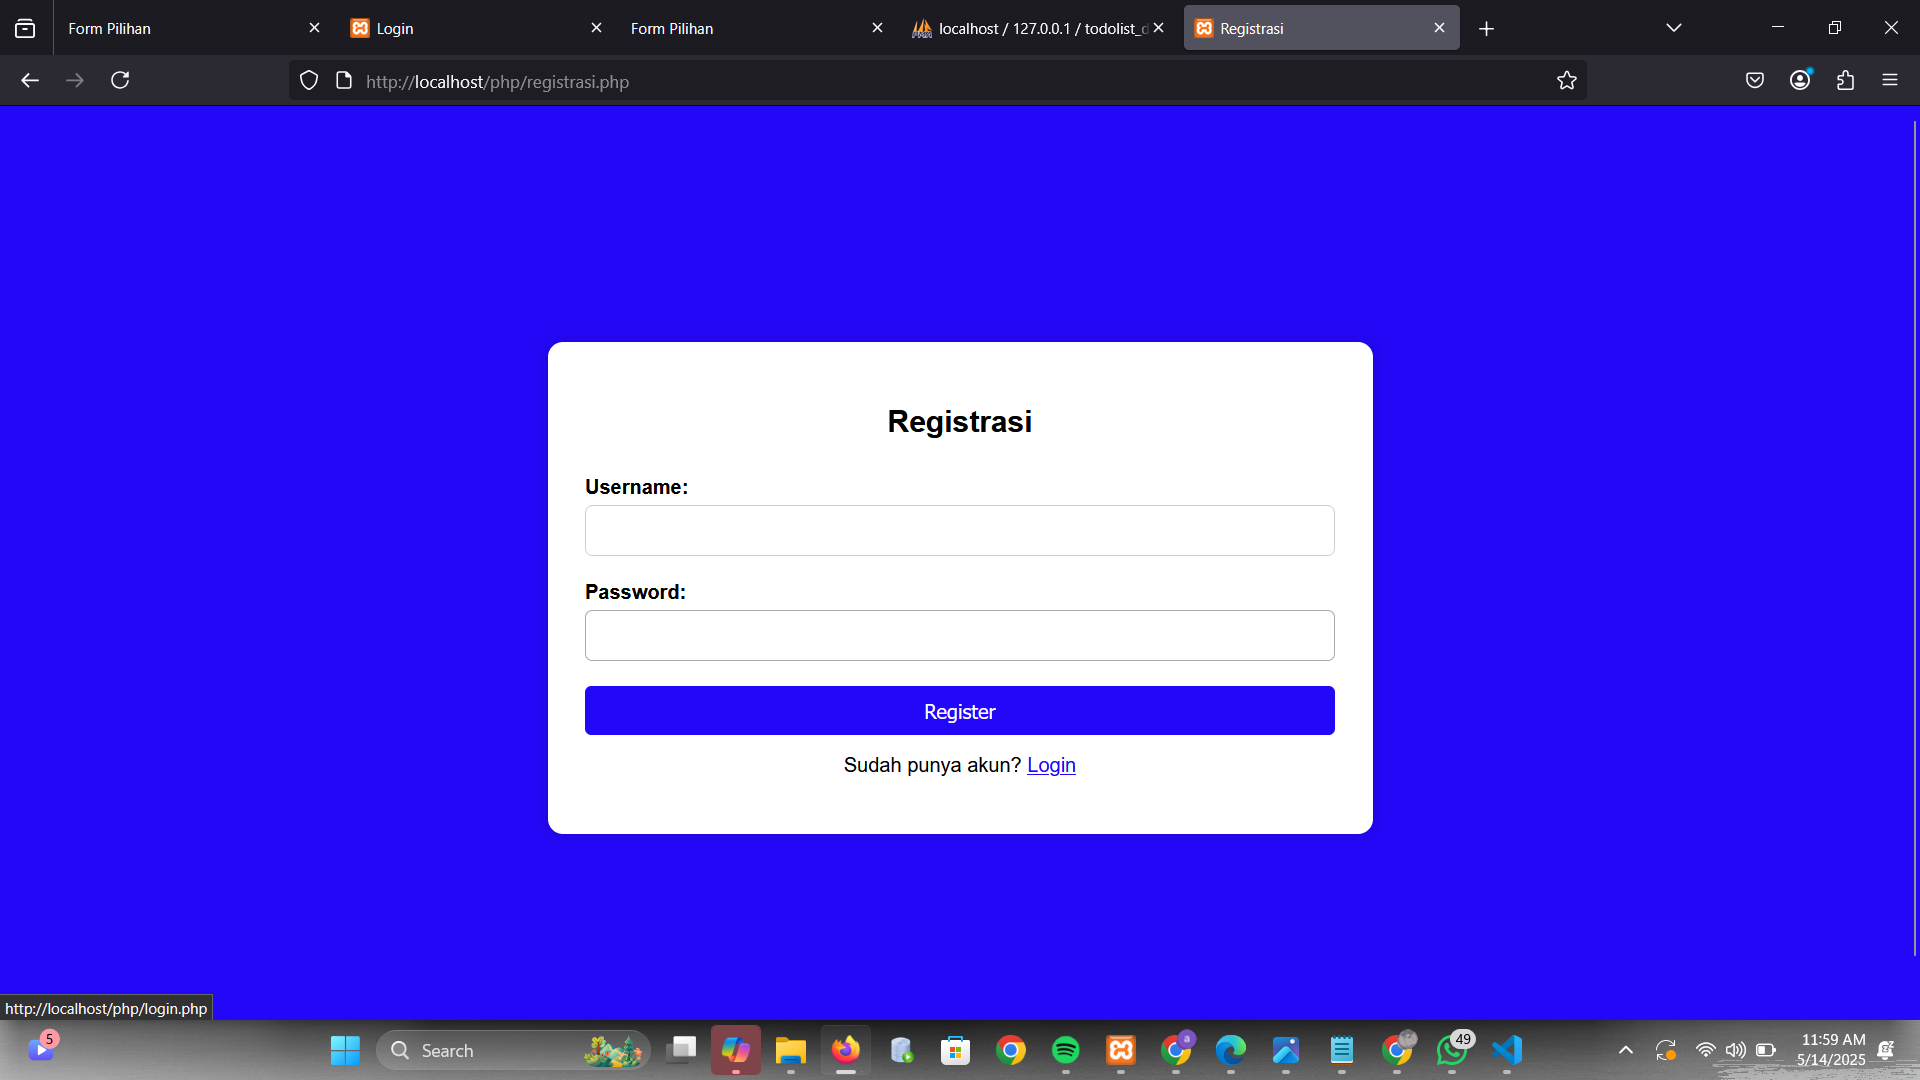 Form Pilihan
Login
Form Pilihan
localhost / 127.0.0.1 / todolist_d
Registrasi
http://localhost/php/registrasi.php
Registrasi
Username:
Password:
Register
Sudah punya akun? Login
http://localhost/php/login.php
5
Search
a
49
11:59 AM
5/14/2025